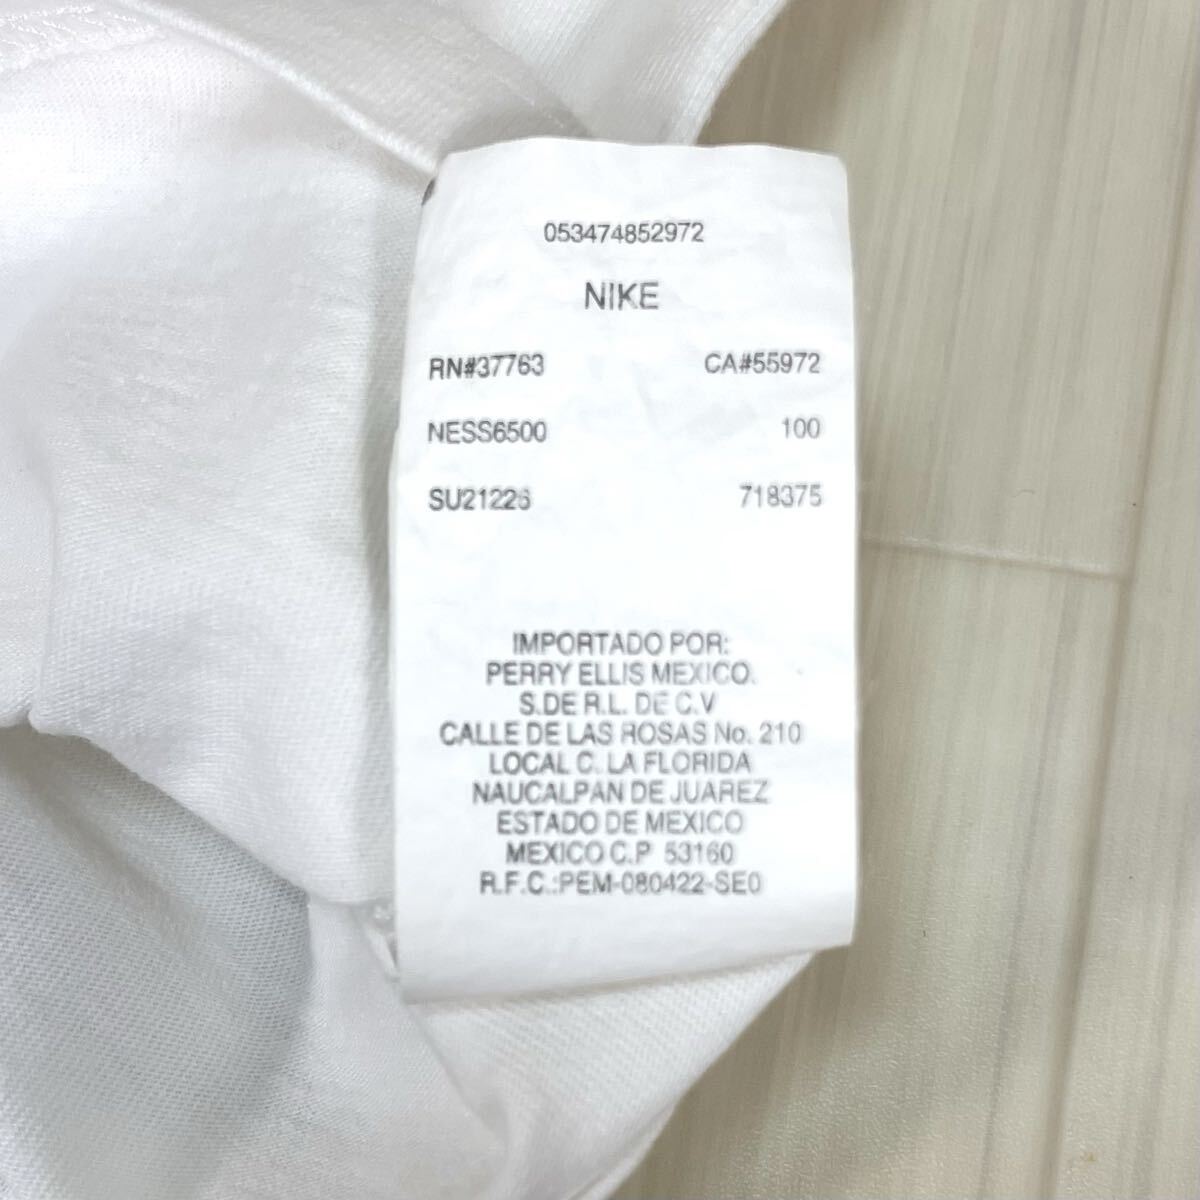 053474852972
NIKE
RN#37763 CA#55972
NESS6500 100
SU21226 718375
IMPORTADO POR:
PERRY ELLIS MEXICO.
S.DE R.L. DE C.V
CALLE DE LAS ROSAS No. 210
LOCAL C. LA FLORIDA
NAUCALPAN DE JUAREZ
ESTADO DE MEXICO
MEXICO C.P 53160
R.F.C.:PEM-080422-SE0